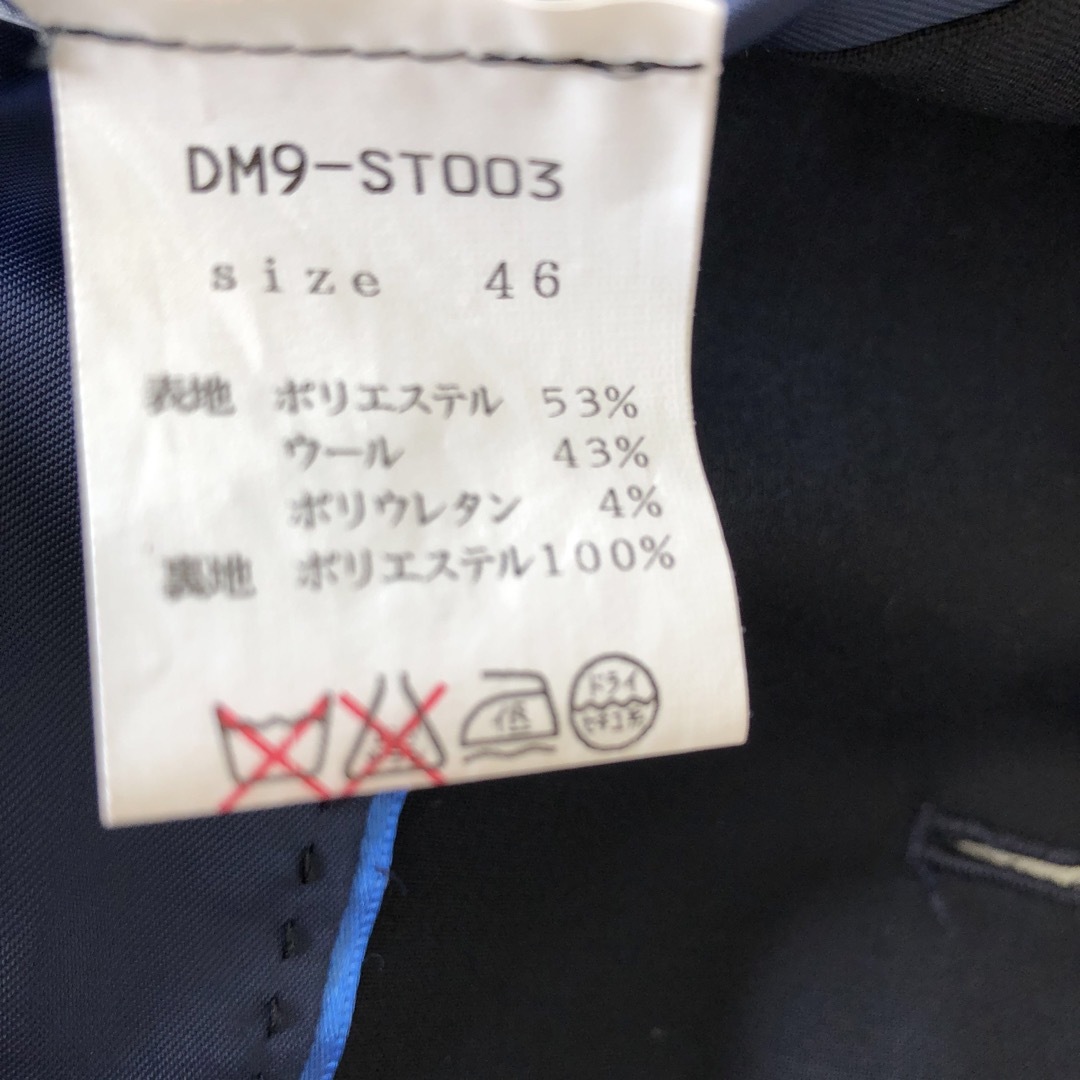 DM9-ST003
size 46
表地 ポリエステル 53%
ウール 43%
ポリウレタン 4%
裏地 ポリエステル100%
低
ドライ
セキユ系